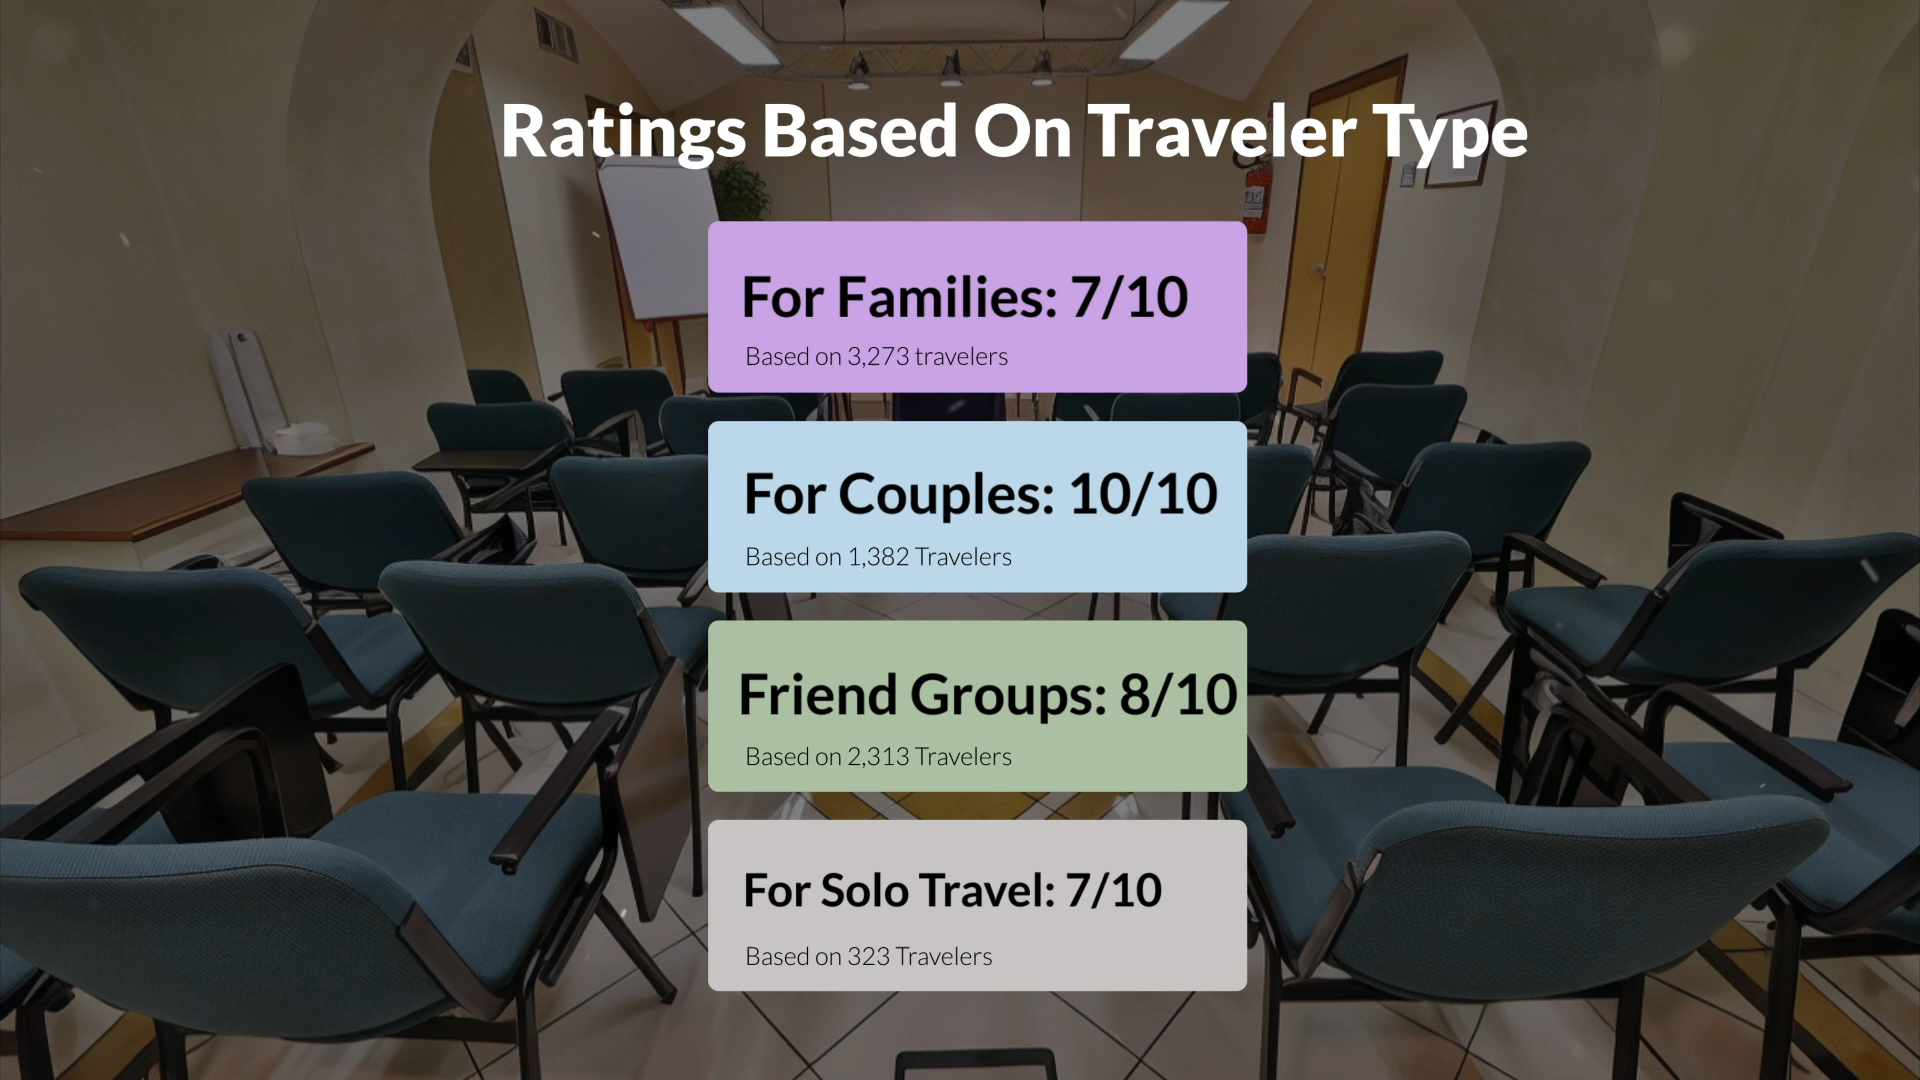 Ratings Based On Traveler Type
For Families: 7/10
Based on 3,273 travelers
For Couples: 10/10
Based on 1,382 Travelers
Friend Groups: 8/10
Based on 2,313 Travelers
For Solo Travel: 7/10
Based on 323 Travelers